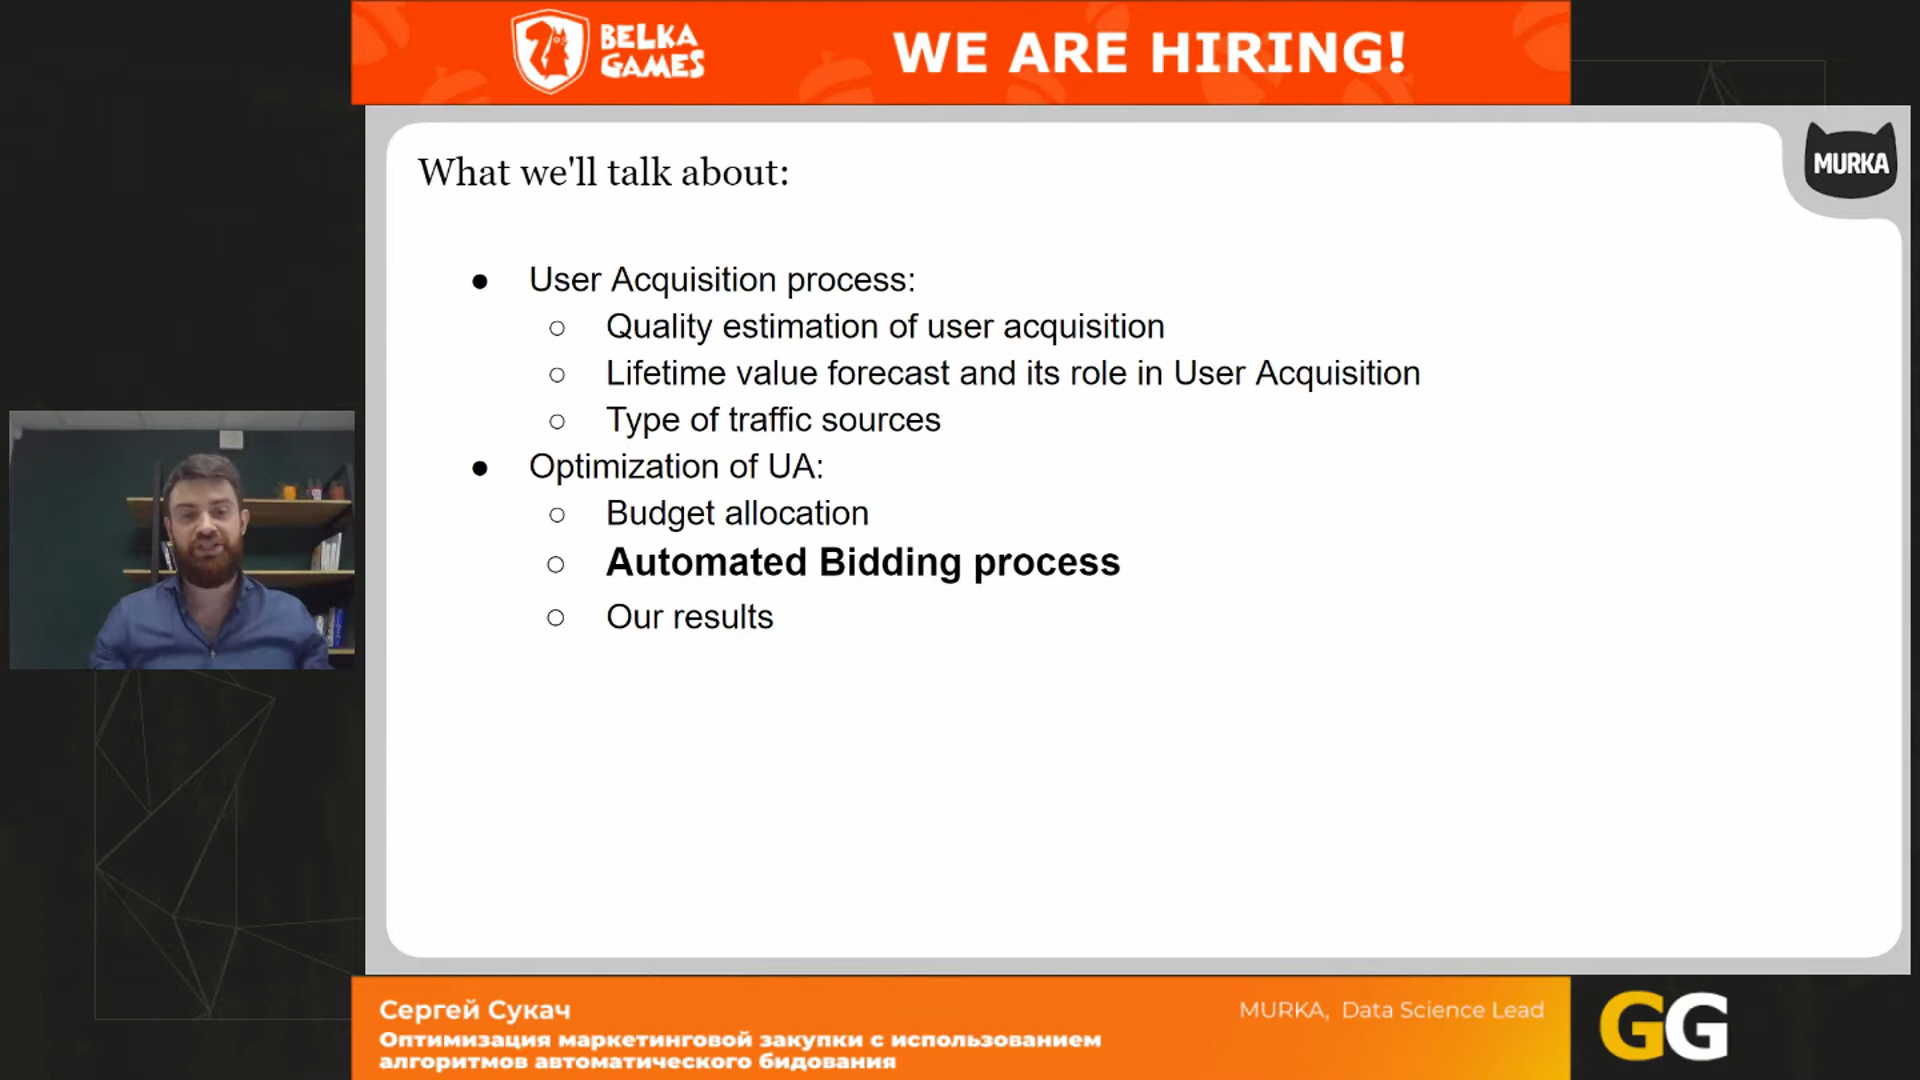 BELKA
GAMES
WE ARE HIRING!
MURKA
What we'll talk about:
User Acquisition process:
Quality estimation of user acquisition
Lifetime value forecast and its role in User Acquisition
Type of traffic sources
Optimization of UA:
Budget allocation
Automated Bidding process
Our results
Сергей Сукач
MURKA, Data Science Lead
Оптимизация маркетинговой закупки с использованием
алгоритмов автоматического бидования
GG